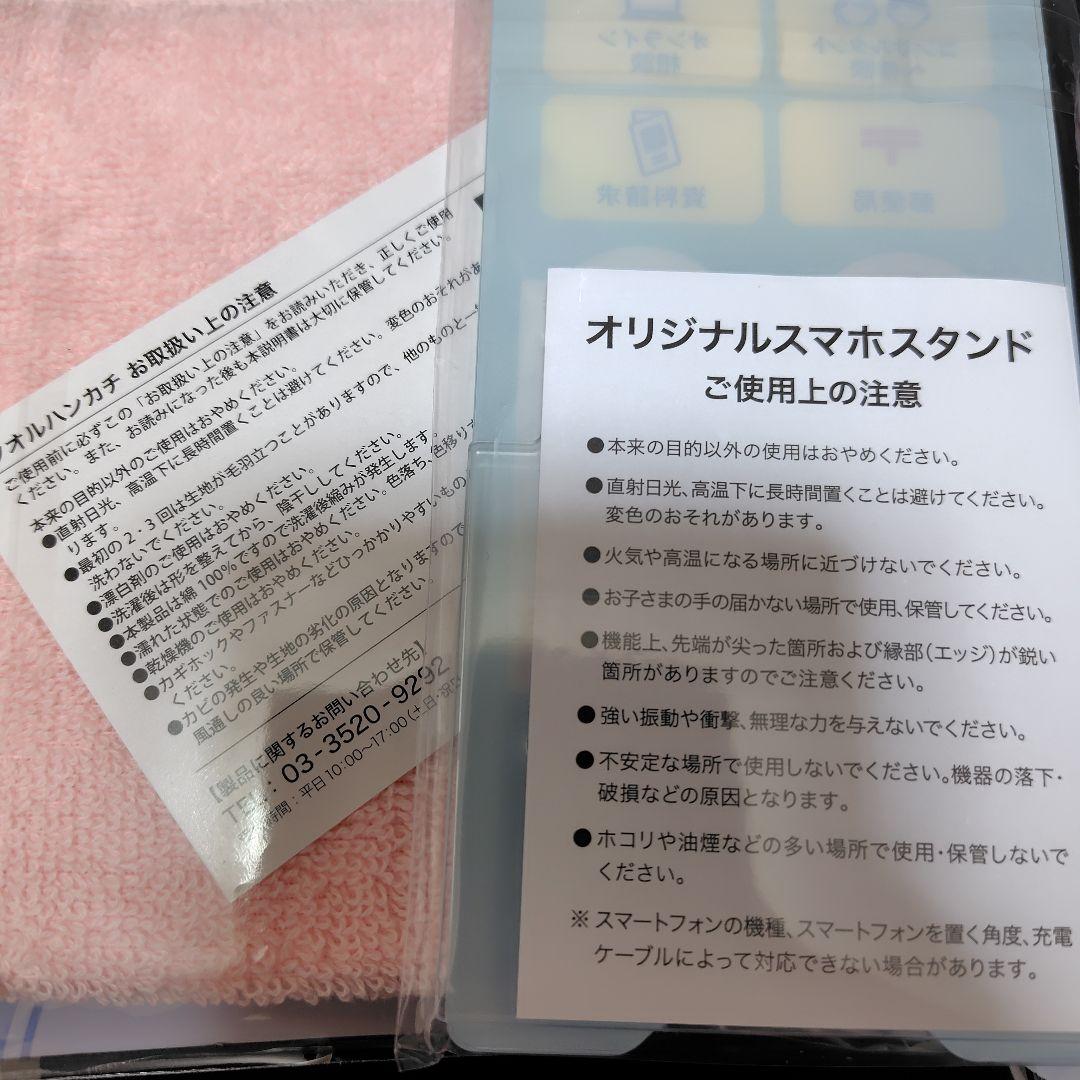 タオルハンカチ お取扱い上の注意
ご使用前に必ずこの「お取扱い上の注意」をお読みいただき、正しくご使用
ください。また、お読みになった後も本説明書は大切に保管してください。
本来の目的以外のご使用はおやめください。
●直射日光、高温下に長時間置くことは避けてください。変色のおそれがあ
ります。
●最初の2・3回は生地が毛羽立つことがありますので、他のものと一
洗わないでください。
●漂白剤のご使用はおやめください。
●洗濯後は形を整えてから、陰干ししてください。
●本製品は綿100%ですので洗濯後縮みが発生します。
●濡れた状態でのご使用はおやめください。色落ち、色移り
●乾燥機のご使用はおやめください。
●カギホックやファスナーなどひっかかりやすいもの
ください。
●カビの発生や生地の劣化の原因となりますので
風通しの良い場所で保管してください。
【製品に関するお問い合わせ先】
TEL:03-3520-9292
時間:平日10:00~17:00(土日・祝
オンライン
相談
資料請求
郵便局
オリジナルスマホスタンド
ご使用上の注意
●本来の目的以外の使用はおやめください。
●直射日光、高温下に長時間置くことは避けてください。
変色のおそれがあります。
●火気や高温になる場所に近づけないでください。
●お子さまの手の届かない場所で使用、保管してください。
●機能上、先端が尖った箇所および縁部(エッジ)が鋭い
箇所がありますのでご注意ください。
●強い振動や衝撃、無理な力を与えないでください。
●不安定な場所で使用しないでください。機器の落下・
破損などの原因となります。
●ホコリや油煙などの多い場所で使用・保管しないで
ください。
※スマートフォンの機種、スマートフォンを置く角度、充電
ケーブルによって対応できない場合があります。